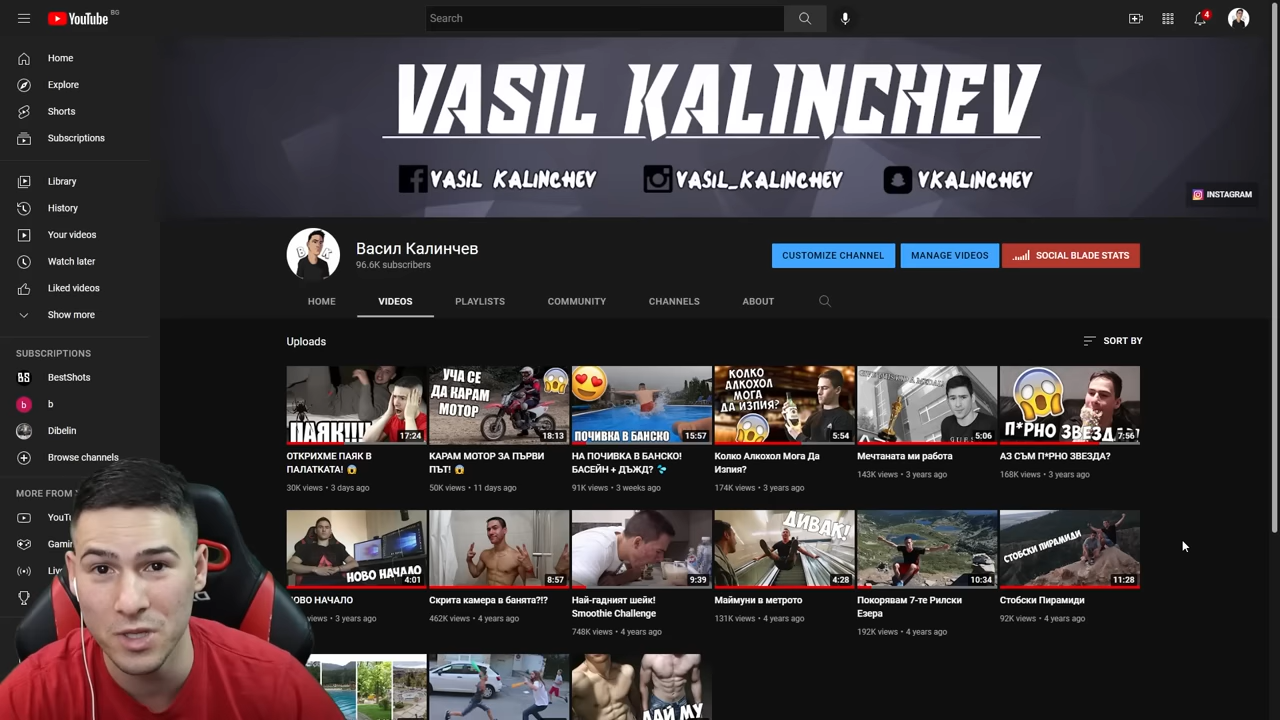 YouTube BG
Search
4
Home
Explore
Shorts
Subscriptions
Library
History
Your videos
Watch later
Liked videos
Show more
SUBSCRIPTIONS
BS BestShots
b b
Dibelin
Browse channels
MORE FROM
VASIL KALINCHEV
VASIL KALINCHEV
VASIL_KALINCHEV
VKALINCHEV
INSTAGRAM
Васил Калинчев
96.6K subscribers
CUSTOMIZE CHANNEL
MANAGE VIDEOS
SOCIAL BLADE STATS
HOME
VIDEOS
PLAYLISTS
COMMUNITY
CHANNELS
ABOUT
Uploads
SORT BY
ПАЯК!!!!
17:24
ОТКРИХМЕ ПАЯК В
ПАЛАТКАТА! 😱
30K views • 3 days ago
УЧА СЕ
ДА КАРАМ
МОТОР
18:13
КАРАМ МОТОР ЗА ПЪРВИ
ПЪТ! 😱
50K views • 11 days ago
ПОЧИВКА В БАНСКО
15:57
НА ПОЧИВКА В БАНСКО!
БАСЕЙН + ДЪЖД? 💦
91K views • 3 weeks ago
КОЛКО
АЛКОХОЛ
МОГА
ДА ИЗПИЯ?
5:54
Колко Алкохол Мога Да
Изпия?
174K views • 3 years ago
5:06
Мечтаната ми работа
143K views • 3 years ago
П*РНО ЗВЕЗДА
7:56
АЗ СЪМ П*РНО ЗВЕЗДА?
168K views • 3 years ago
НОВО НАЧАЛО
4:01
НОВО НАЧАЛО
views • 3 years ago
8:57
Скрита камера в банята?!?
462K views • 4 years ago
9:39
Най-гадният шейк!
Smoothie Challenge
748K views • 4 years ago
ДИВАК!
4:28
Маймуни в метрото
131K views • 4 years ago
10:34
Покорявам 7-те Рилски
Езера
192K views • 4 years ago
СТОБСКИ ПИРАМИДИ
11:28
Стобски Пирамиди
92K views • 4 years ago
ДАЙ МУ